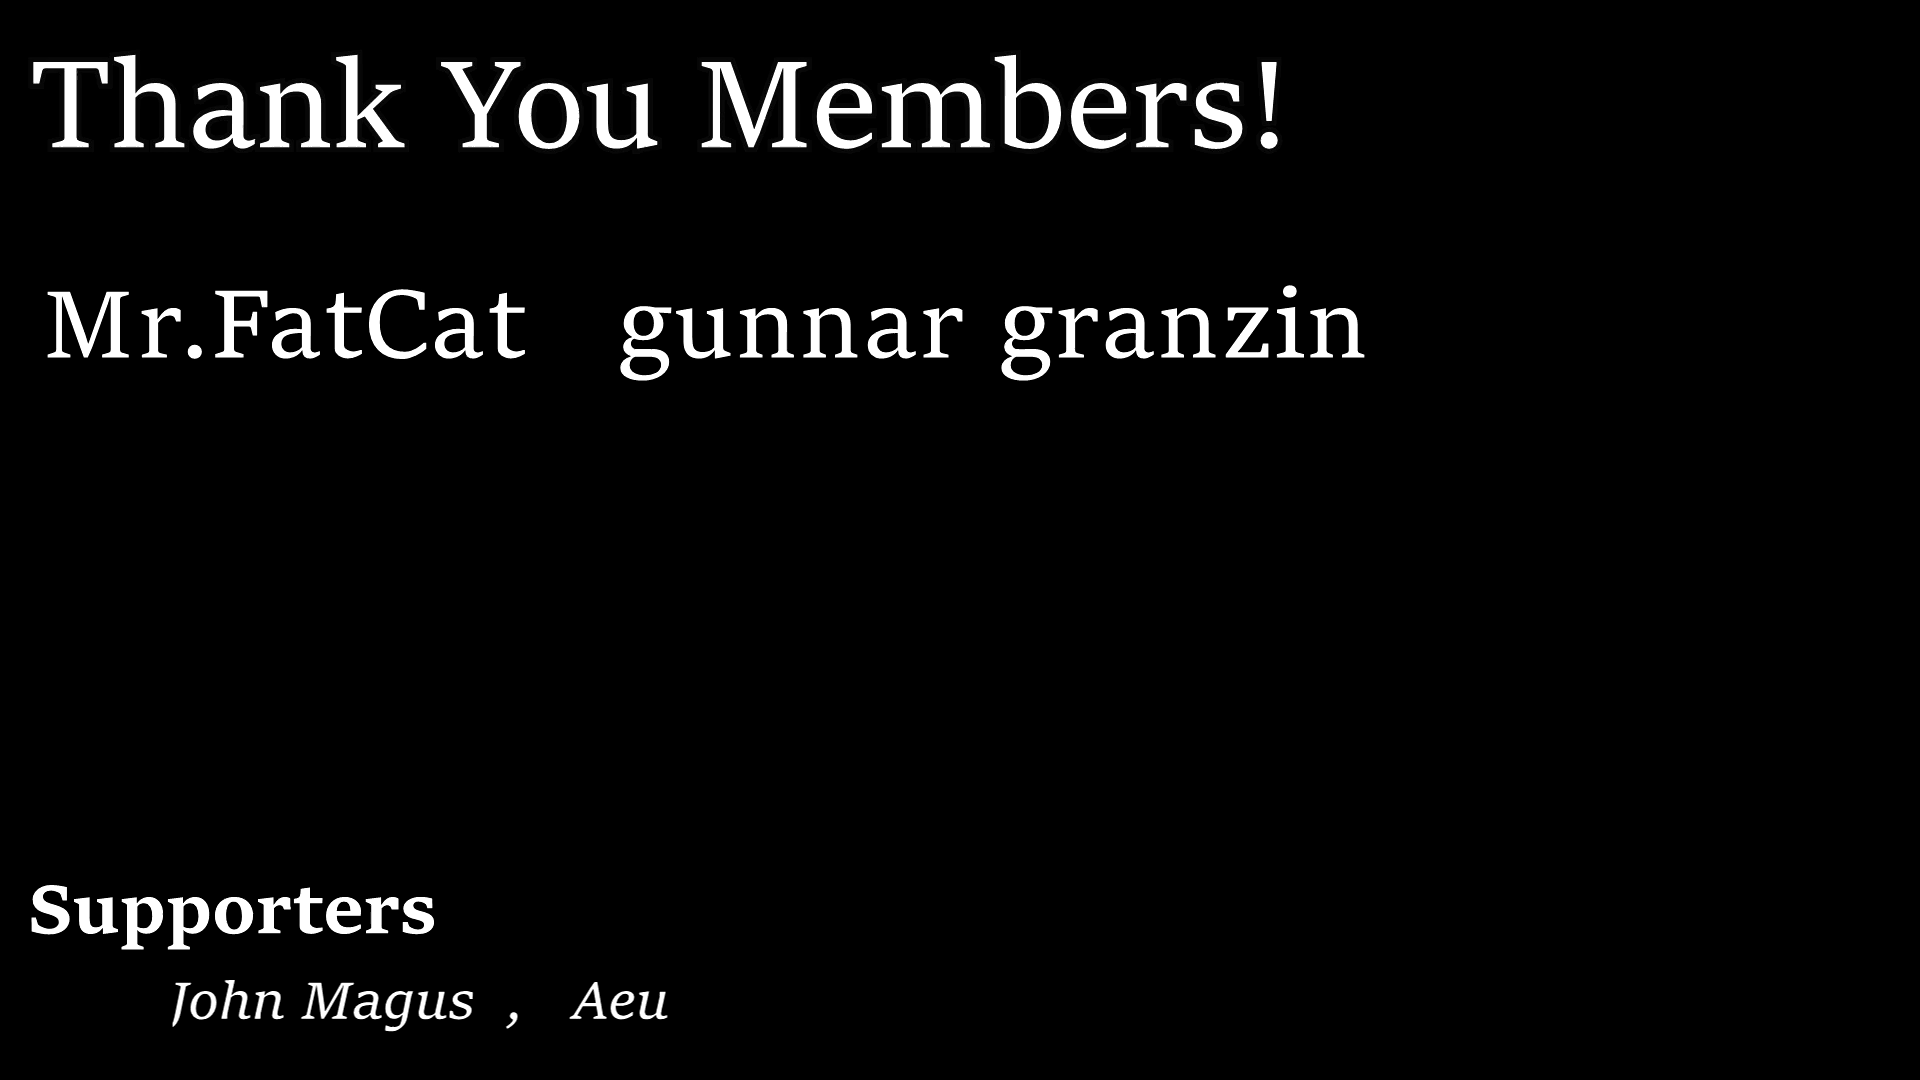 Thank You Members!
Mr.FatCat gunnar granzin
Supporters
John Magus , Aeu